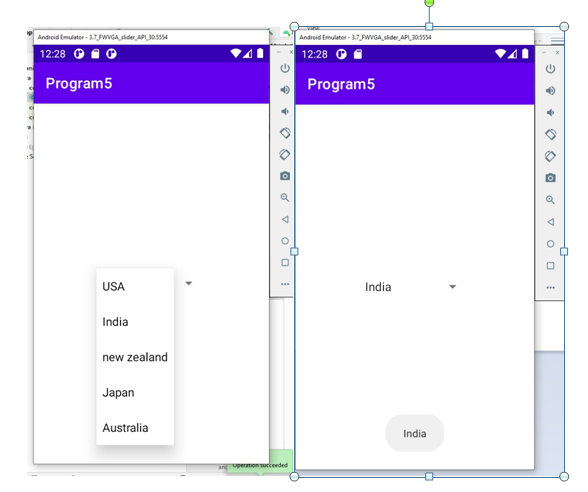 Android Emulator - 3.7_FWVGA_slider_API_30:5554
12:28
Program5
USA
India
new zealand
Japan
Australia
Operation succeeded
Android Emulator - 3.7_FWVGA_slider_API_30:5554
12:28
Program5
India
India